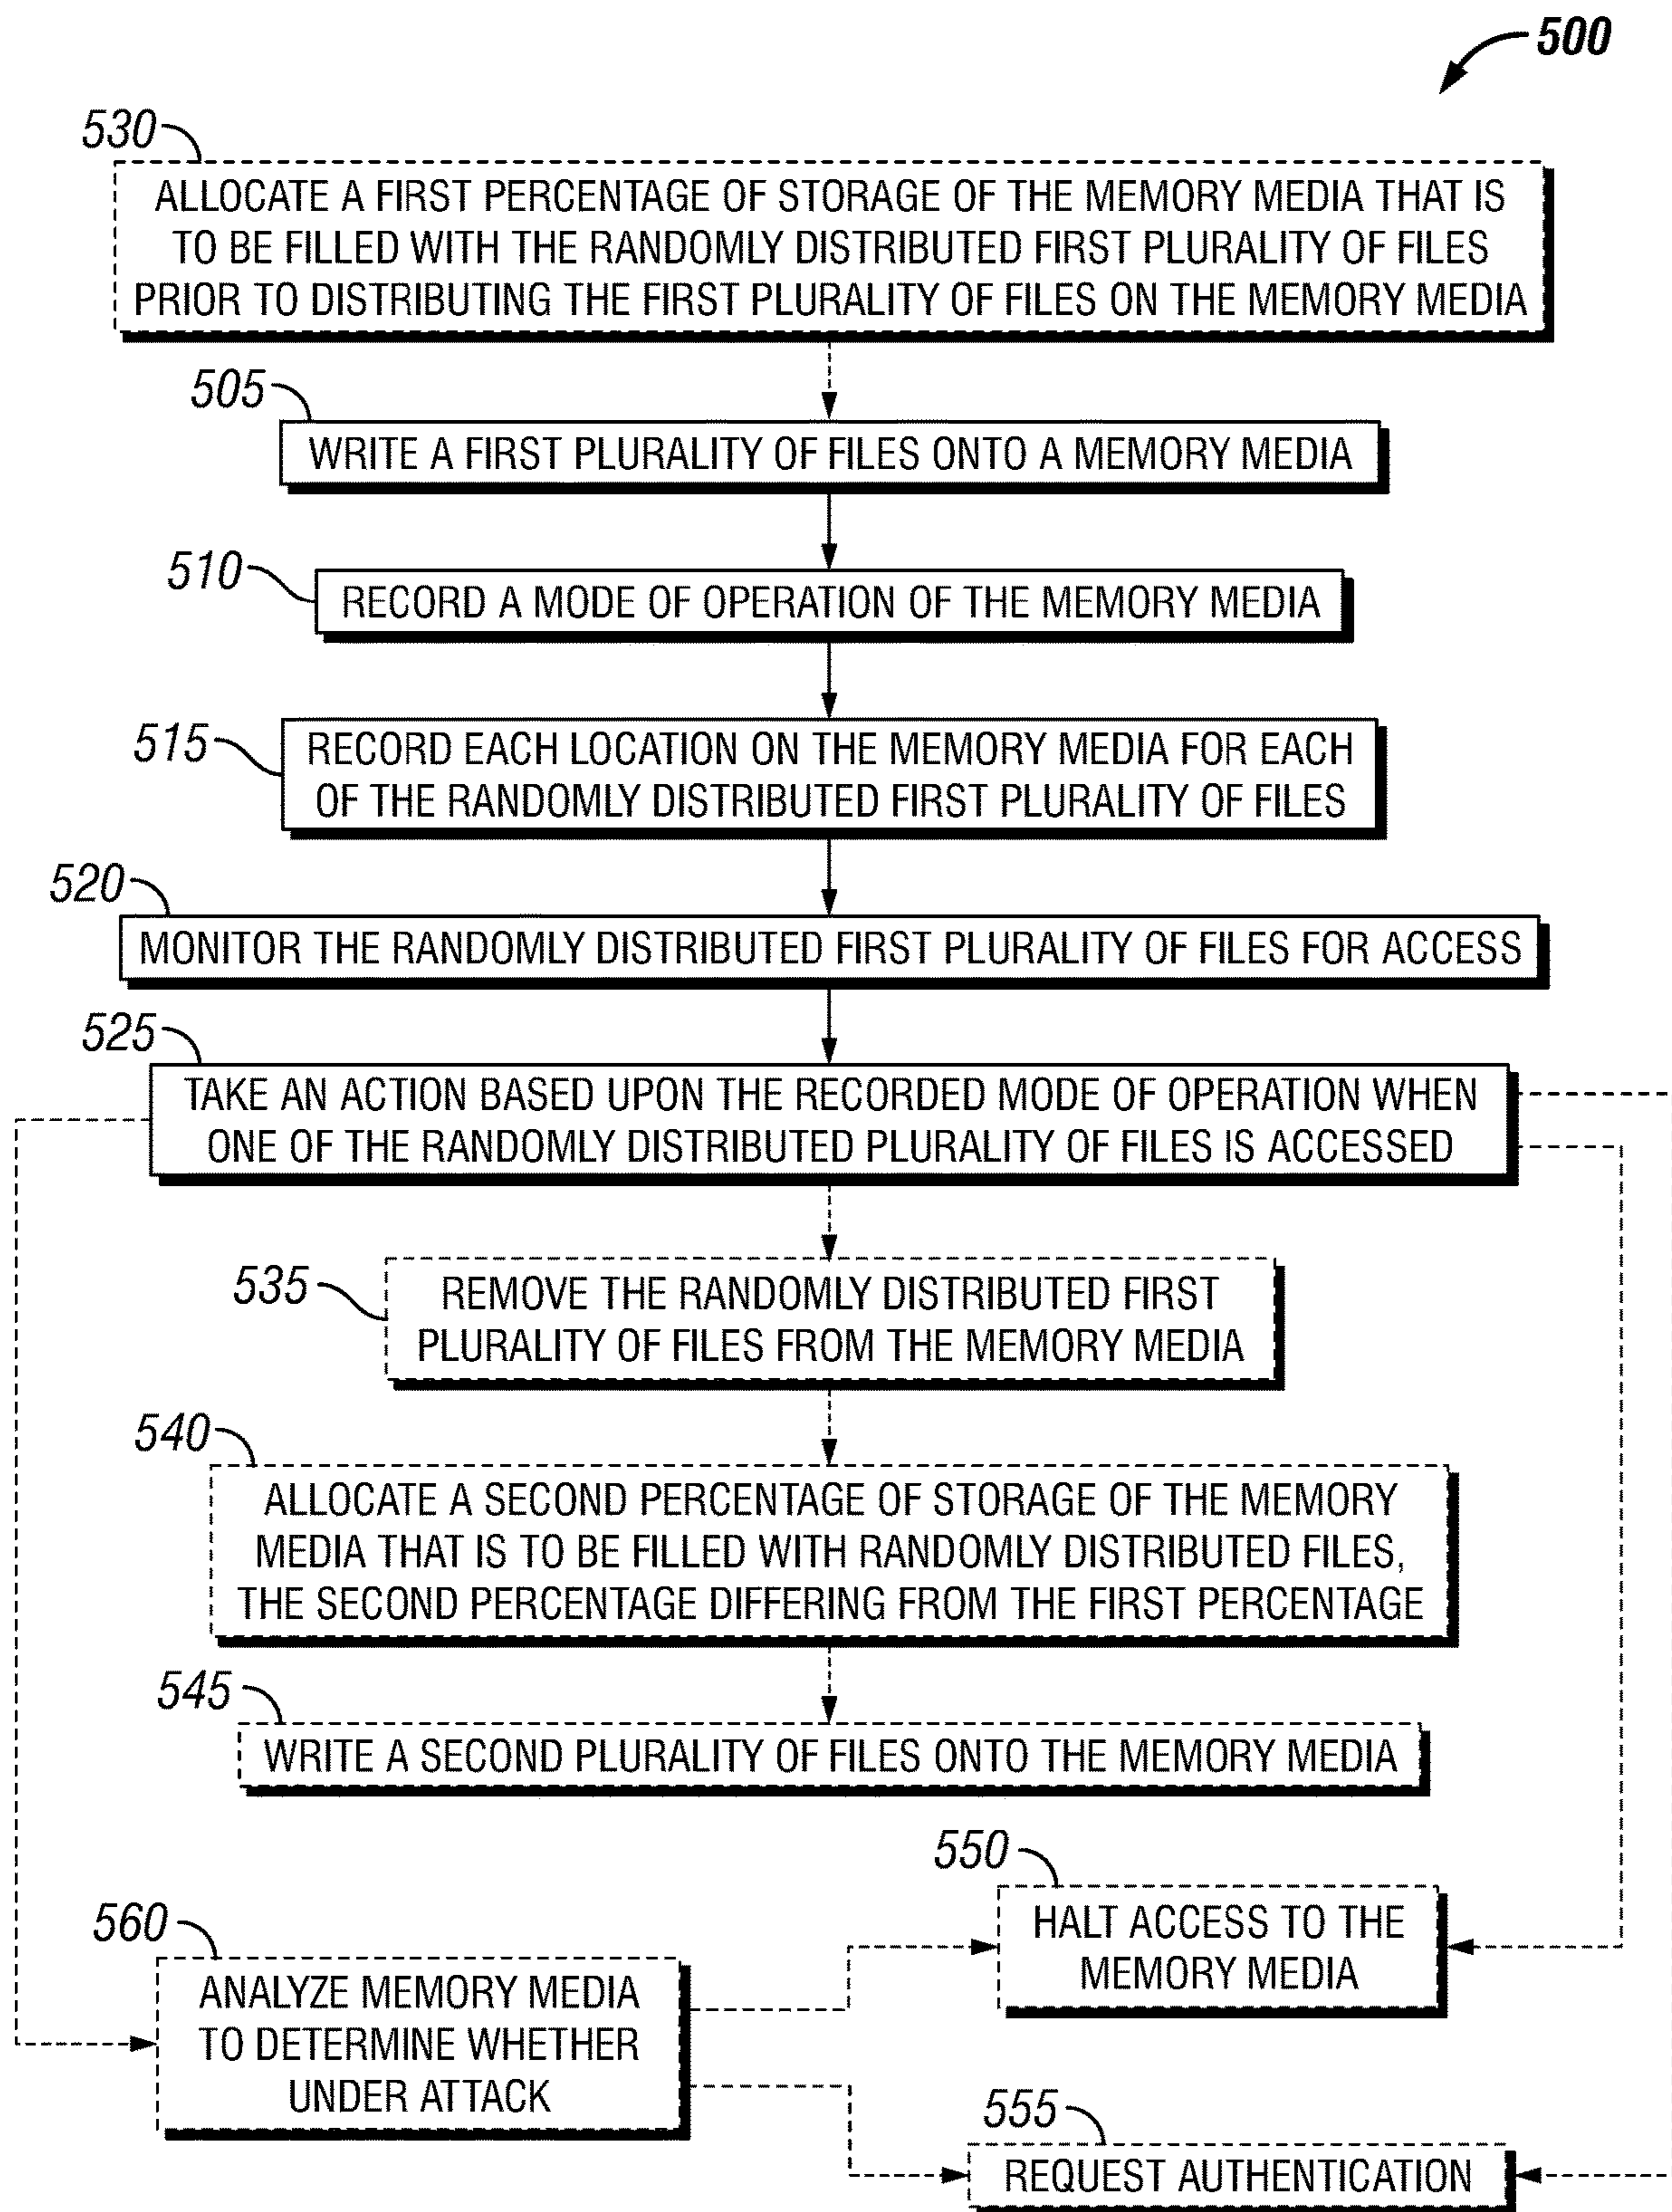 500
530
ALLOCATE A FIRST PERCENTAGE OF STORAGE OF THE MEMORY MEDIA THAT IS
TO BE FILLED WITH THE RANDOMLY DISTRIBUTED FIRST PLURALITY OF FILES
PRIOR TO DISTRIBUTING THE FIRST PLURALITY OF FILES ON THE MEMORY MEDIA
505
WRITE A FIRST PLURALITY OF FILES ONTO A MEMORY MEDIA
510
RECORD A MODE OF OPERATION OF THE MEMORY MEDIA
515
RECORD EACH LOCATION ON THE MEMORY MEDIA FOR EACH
OF THE RANDOMLY DISTRIBUTED FIRST PLURALITY OF FILES
520
MONITOR THE RANDOMLY DISTRIBUTED FIRST PLURALITY OF FILES FOR ACCESS
525
TAKE AN ACTION BASED UPON THE RECORDED MODE OF OPERATION WHEN
ONE OF THE RANDOMLY DISTRIBUTED PLURALITY OF FILES IS ACCESSED
535
REMOVE THE RANDOMLY DISTRIBUTED FIRST
PLURALITY OF FILES FROM THE MEMORY MEDIA
540
ALLOCATE A SECOND PERCENTAGE OF STORAGE OF THE MEMORY
MEDIA THAT IS TO BE FILLED WITH RANDOMLY DISTRIBUTED FILES,
THE SECOND PERCENTAGE DIFFERING FROM THE FIRST PERCENTAGE
545
WRITE A SECOND PLURALITY OF FILES ONTO THE MEMORY MEDIA
550
HALT ACCESS TO THE
MEMORY MEDIA
560
ANALYZE MEMORY MEDIA
TO DETERMINE WHETHER
UNDER ATTACK
555
REQUEST AUTHENTICATION